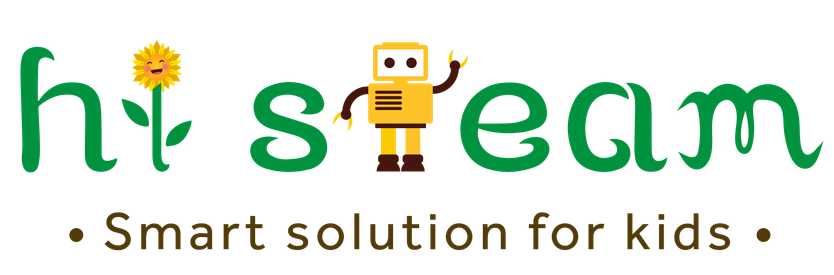 hi steam
• Smart solution for kids •